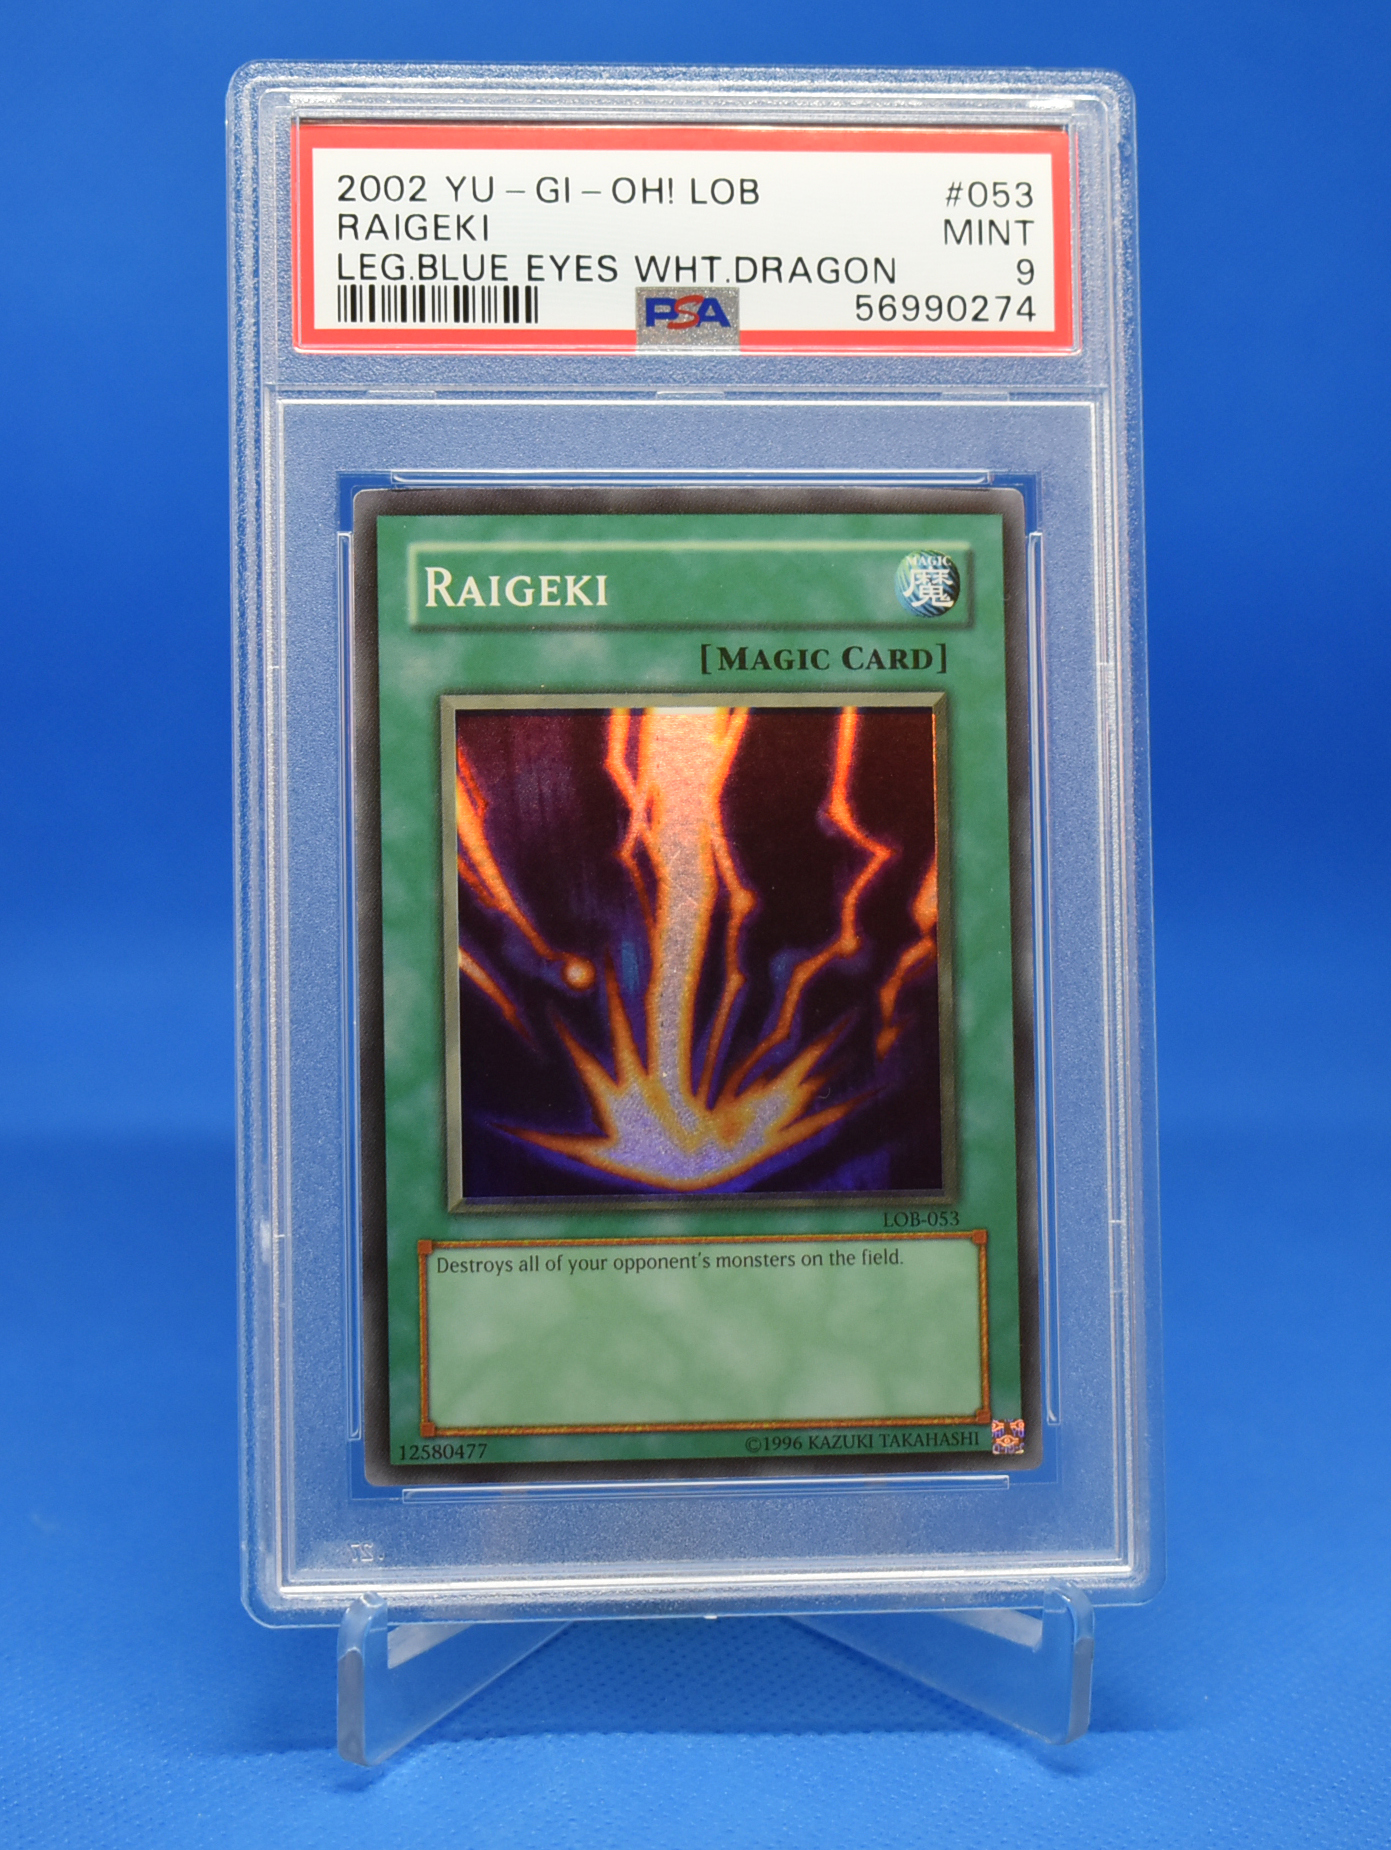 2002 YU-GI-OH! LOB #053
RAIGEKI MINT
LEG.BLUE EYES WHT.DRAGON 9
PSA 56990274
RAIGEKI
MAGIC
魔
[MAGIC CARD]
LOB-053
Destroys all of your opponent's monsters on the field.
12580477 ©1996 KAZUKI TAKAHASHI